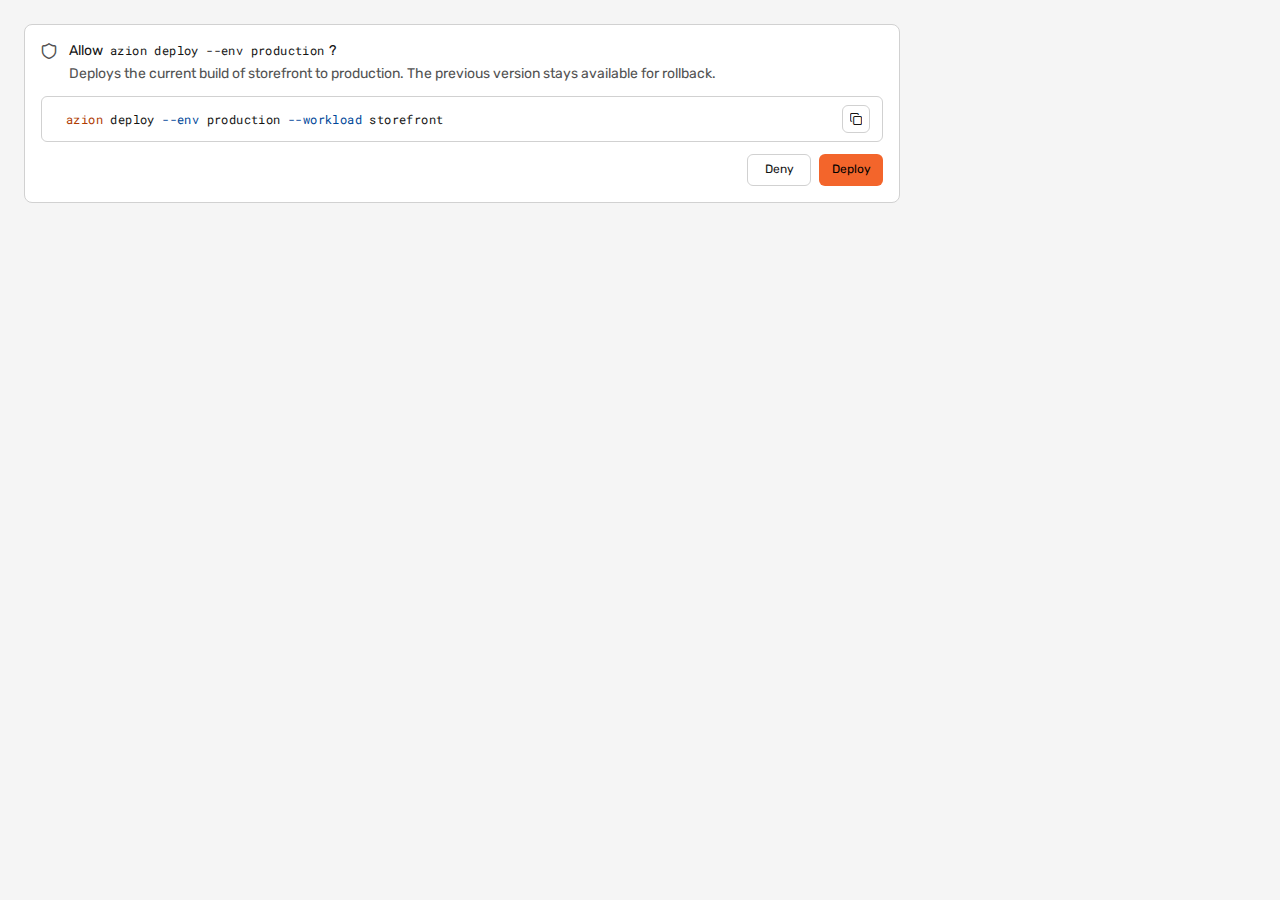 Allow azion deploy --env production ?
Deploys the current build of storefront to production. The previous version stays available for rollback.
azion deploy --env production --workload storefront
Deny Deploy